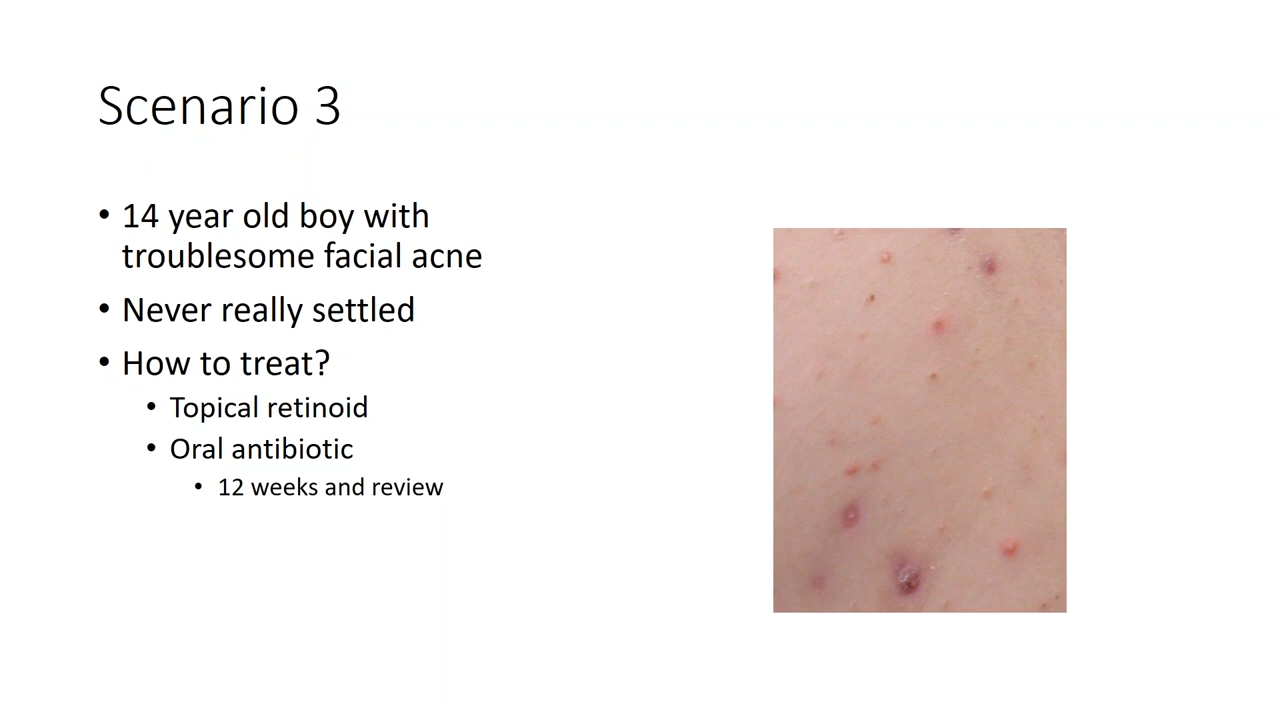 Scenario 3
• 14 year old boy with
troublesome facial acne
• Never really settled
• How to treat?
• Topical retinoid
• Oral antibiotic
• 12 weeks and review